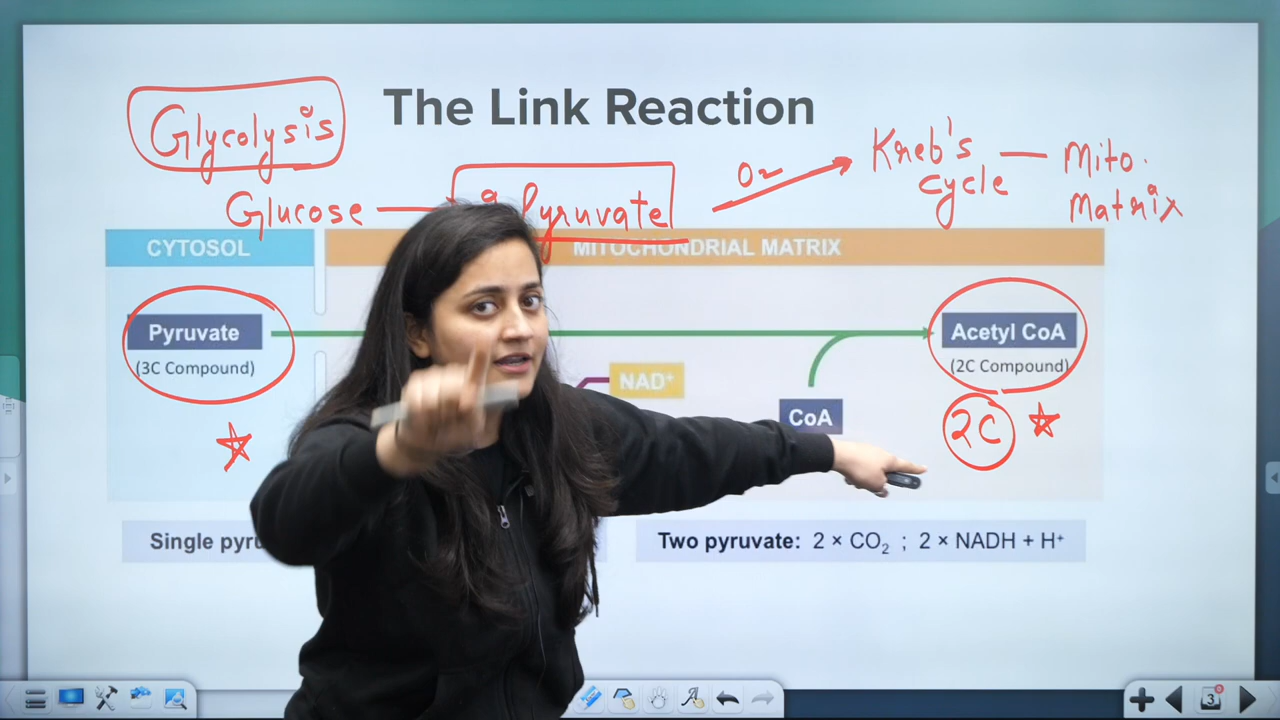 The Link Reaction
Glycolysis
Glucose — Pyruvate
O2
Kreb's cycle — Mito. Matrix
CYTOSOL
MITOCHONDRIAL MATRIX
Pyruvate
(3C Compound)
NAD⁺
CoA
Acetyl CoA
(2C Compound)
2C
Single
Two pyruvate: 2 × CO₂ ; 2 × NADH + H⁺
3